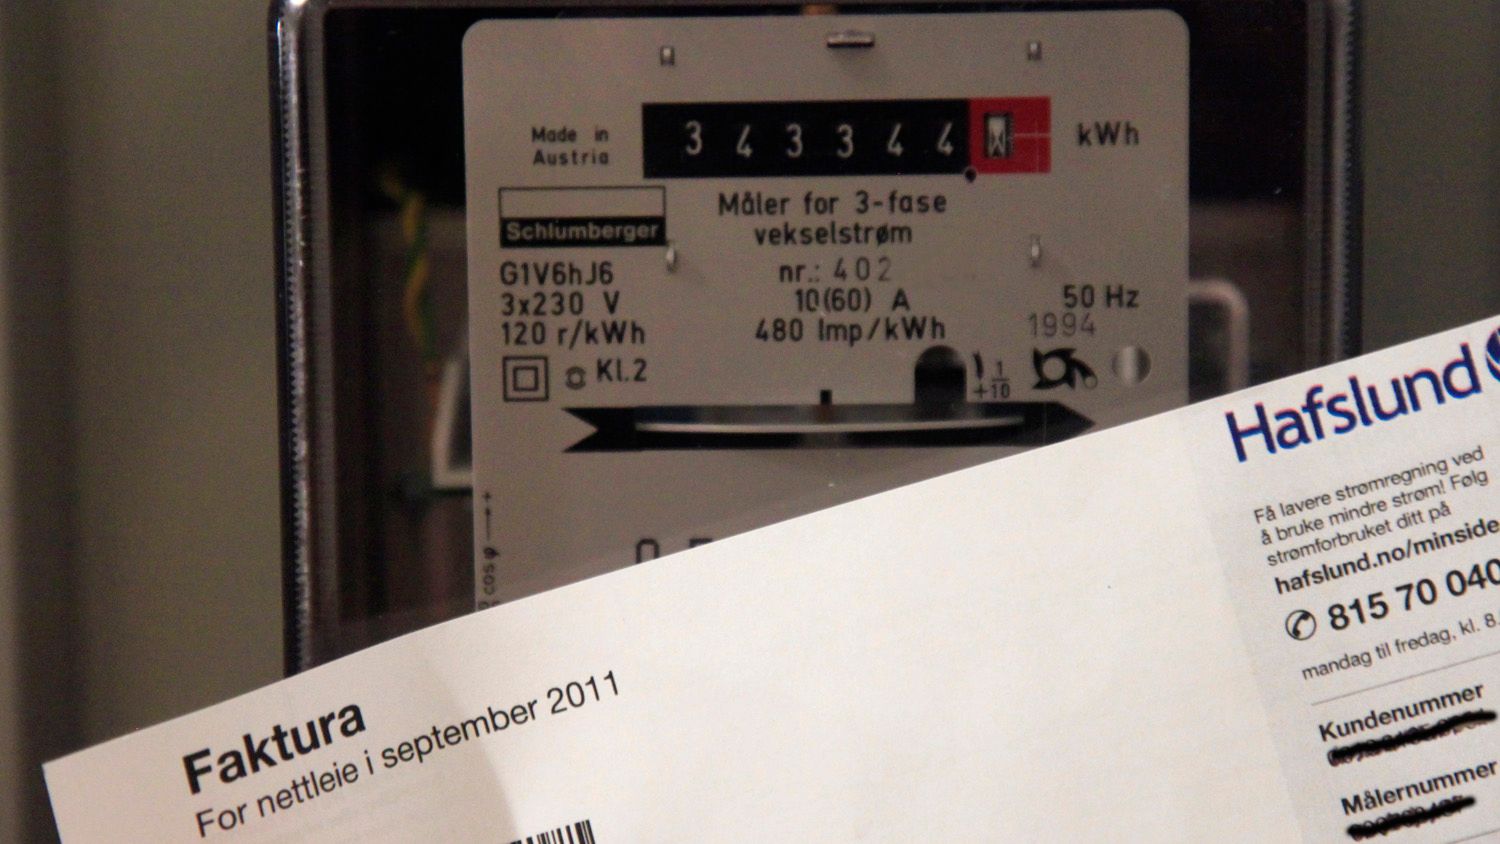 Made in
Austria
3 4 3 3 4 4
kWh
Schlumberger
Måler for 3-fase
vekselstrøm
nr.: 402
G1V6hJ6
3x230 V
10(60) A
50 Hz
120 r/kWh
480 Imp/kWh
1994
Kl.2
1
+10
cosφ
Hafslund
Få lavere strømregning ved
å bruke mindre strøm! Følg
strømforbruket ditt på
hafslund.no/minside
815 70 040
mandag til fredag, kl. 8.
Kundenummer
Målernummer
Faktura
For nettleie i september 2011